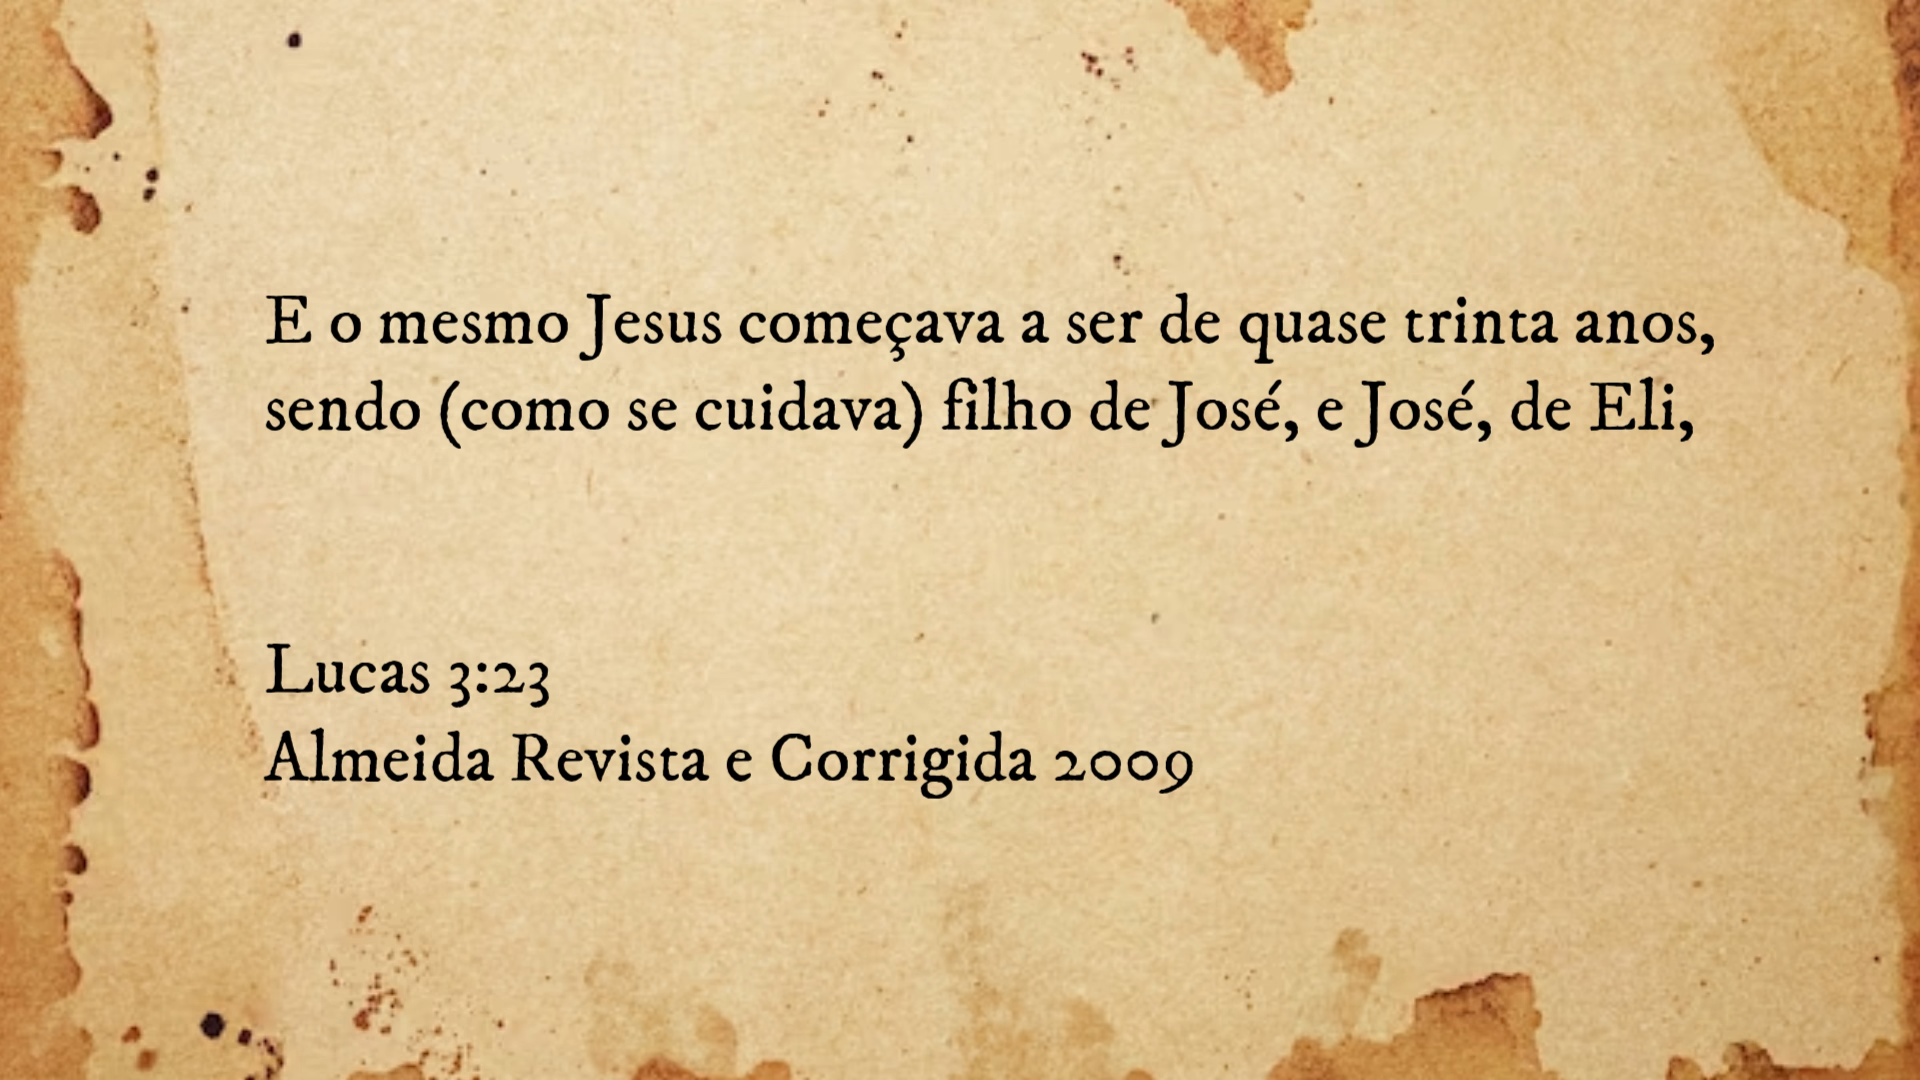 E o mesmo Jesus começava a ser de quase trinta anos,
sendo (como se cuidava) filho de José, e José, de Eli,
Lucas 3:23
Almeida Revista e Corrigida 2009